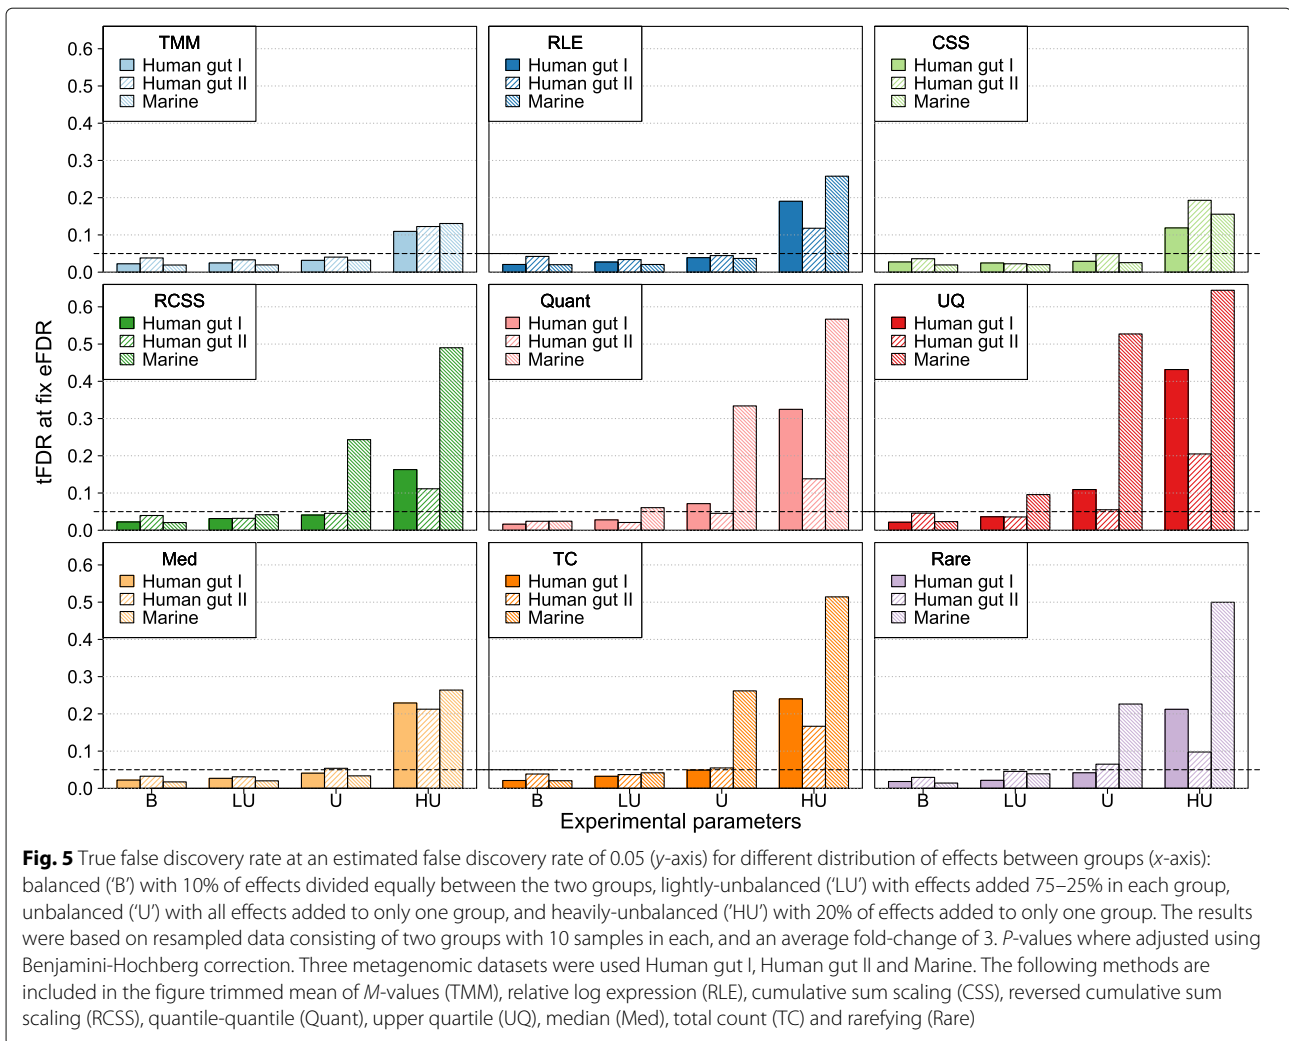 tFDR at fix eFDR
TMM
Human gut I
Human gut II
Marine
0.6
0.5
0.4
0.3
0.2
0.1
0.0
RLE
Human gut I
Human gut II
Marine
CSS
Human gut I
Human gut II
Marine
RCSS
Human gut I
Human gut II
Marine
0.6
0.5
0.4
0.3
0.2
0.1
0.0
Quant
Human gut I
Human gut II
Marine
UQ
Human gut I
Human gut II
Marine
Med
Human gut I
Human gut II
Marine
0.6
0.5
0.4
0.3
0.2
0.1
0.0
B LU U HU
TC
Human gut I
Human gut II
Marine
B LU U HU
Rare
Human gut I
Human gut II
Marine
B LU U HU
Experimental parameters
Fig. 5 True false discovery rate at an estimated false discovery rate of 0.05 (y-axis) for different distribution of effects between groups (x-axis):
balanced (‘B’) with 10% of effects divided equally between the two groups, lightly-unbalanced (‘LU’) with effects added 75–25% in each group,
unbalanced (‘U’) with all effects added to only one group, and heavily-unbalanced (’HU’) with 20% of effects added to only one group. The results
were based on resampled data consisting of two groups with 10 samples in each, and an average fold-change of 3. P-values where adjusted using
Benjamini-Hochberg correction. Three metagenomic datasets were used Human gut I, Human gut II and Marine. The following methods are
included in the figure trimmed mean of M-values (TMM), relative log expression (RLE), cumulative sum scaling (CSS), reversed cumulative sum
scaling (RCSS), quantile-quantile (Quant), upper quartile (UQ), median (Med), total count (TC) and rarefying (Rare)